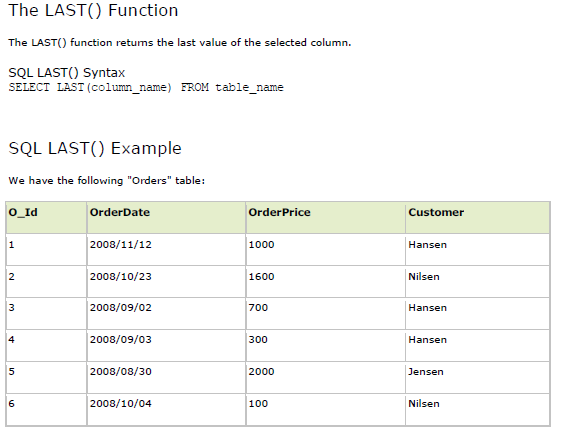 The LAST() Function
The LAST() function returns the last value of the selected column.
SQL LAST() Syntax
SELECT LAST(column_name) FROM table_name
SQL LAST() Example
We have the following "Orders" table:
O_Id OrderDate OrderPrice Customer
1 2008/11/12 1000 Hansen
2 2008/10/23 1600 Nilsen
3 2008/09/02 700 Hansen
4 2008/09/03 300 Hansen
5 2008/08/30 2000 Jensen
6 2008/10/04 100 Nilsen